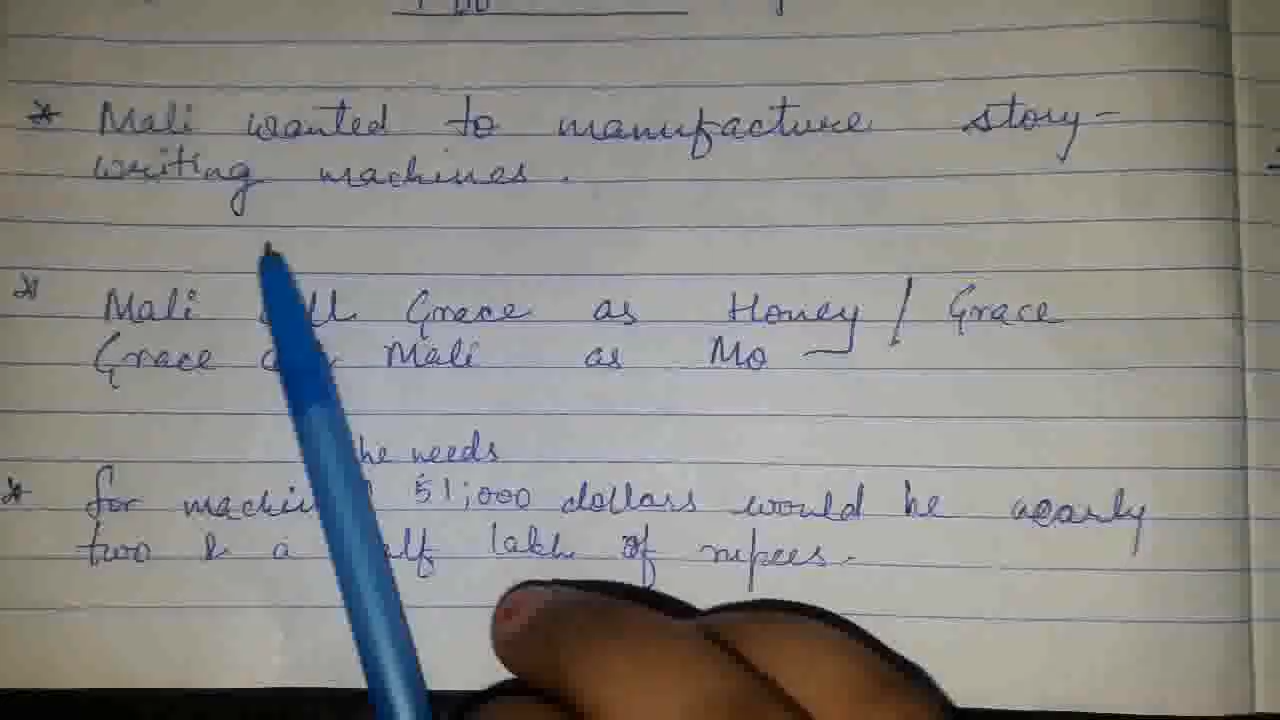 * Mali wanted to manufacture story-
writing machines.
* Mali Grace as Honey / Grace
Grace Mali as Mo
he needs
* for 51,000 dollars would be nearly
two & a lakh of rupees.